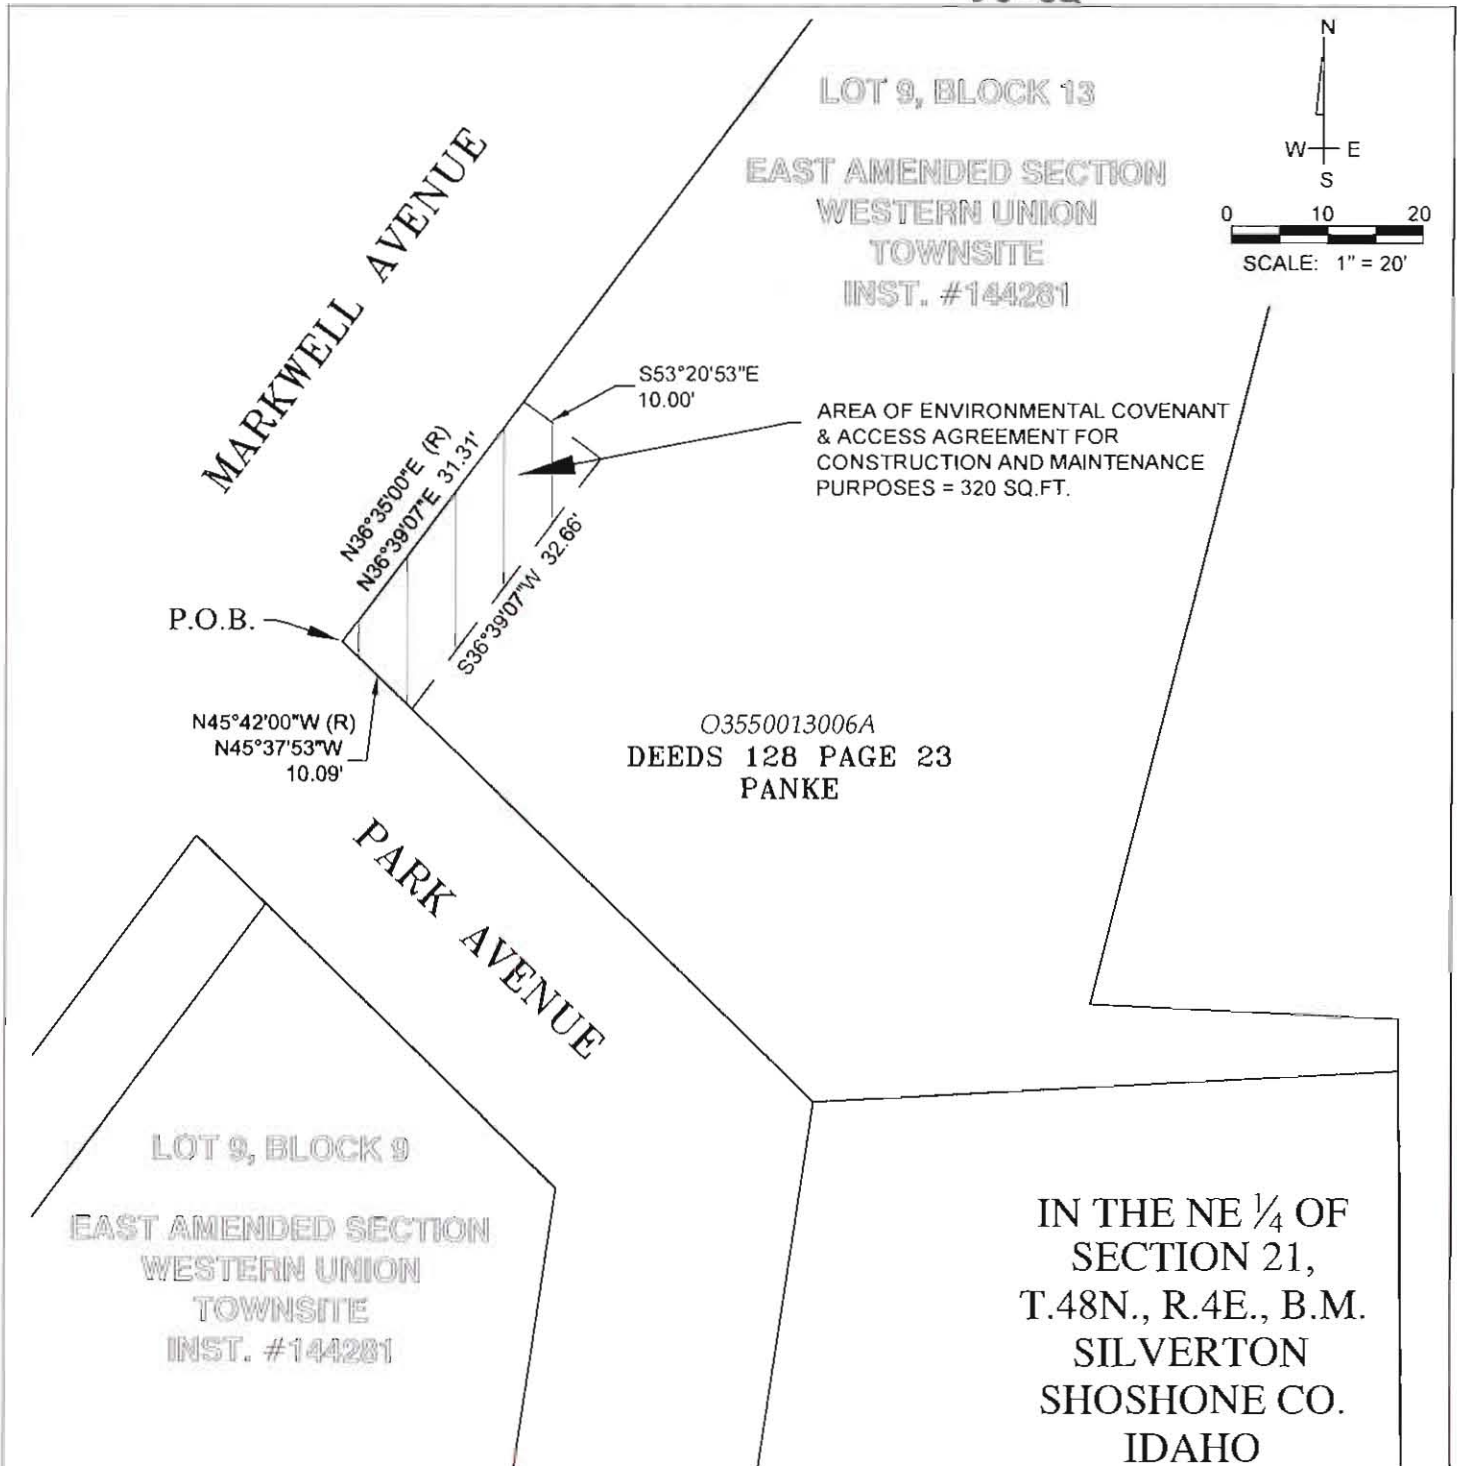 LOT 9, BLOCK 13
EAST AMENDED SECTION
WESTERN UNION
TOWNSITE
INST. #144281
N
W E
S
0 10 20
SCALE: 1" = 20'
MARKWELL AVENUE
S53°20'53"E
10.00'
AREA OF ENVIRONMENTAL COVENANT
& ACCESS AGREEMENT FOR
CONSTRUCTION AND MAINTENANCE
PURPOSES = 320 SQ.FT.
N36°35'00"E (R)
N36°39'07"E 31.31'
S36°39'07"W 32.66'
P.O.B.
N45°42'00"W (R)
N45°37'53"W
10.09'
O3550013006A
DEEDS 128 PAGE 23
PANKE
PARK AVENUE
LOT 9, BLOCK 9
EAST AMENDED SECTION
WESTERN UNION
TOWNSITE
INST. #144281
IN THE NE ¼ OF
SECTION 21,
T.48N., R.4E., B.M.
SILVERTON
SHOSHONE CO.
IDAHO